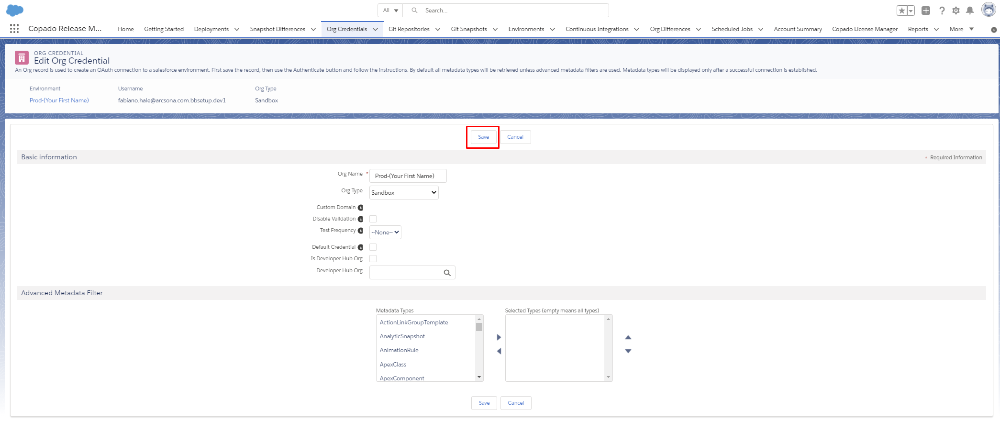 All
Search...
Copado Release M...
Home
Getting Started
Deployments
Snapshot Differences
Org Credentials
Git Repositories
Git Snapshots
Environments
Continuous Integrations
Org Differences
Scheduled Jobs
Account Summary
Copado License Manager
Reports
More
ORG CREDENTIAL
Edit Org Credential
An Org record is used to create an OAuth connection to a salesforce environment. First save the record, then use the Authenticate button and follow the instructions. By default all metadata types will be retrieved unless advanced metadata filters are used. Metadata types will be displayed only after a successful connection is established.
Environment Username Org Type
Prod-(Your First Name) fabiano.hale@arcsona.com.bbsetup.dev1 Sandbox
Save Cancel
Basic information * Required Information
Org Name * Prod-(Your First Name)
Org Type Sandbox
Custom Domain
Disable Validation
Test Frequency --None--
Default Credential
Is Developer Hub Org
Developer Hub Org
Advanced Metadata Filter
Metadata Types Selected Types (empty means all types)
ActionLinkGroupTemplate
AnalyticSnapshot
AnimationRule
ApexClass
ApexComponent
Save Cancel